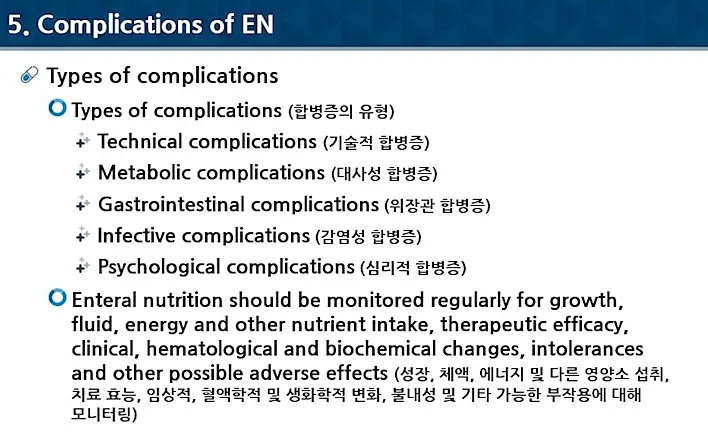 5. Complications of EN
Types of complications
Types of complications (합병증의 유형)
Technical complications (기술적 합병증)
Metabolic complications (대사성 합병증)
Gastrointestinal complications (위장관 합병증)
Infective complications (감염성 합병증)
Psychological complications (심리적 합병증)
Enteral nutrition should be monitored regularly for growth,
fluid, energy and other nutrient intake, therapeutic efficacy,
clinical, hematological and biochemical changes, intolerances
and other possible adverse effects (성장, 체액, 에너지 및 다른 영양소 섭취,
치료 효능, 임상적, 혈액학적 및 생화학적 변화, 불내성 및 기타 가능한 부작용에 대해
모니터링)